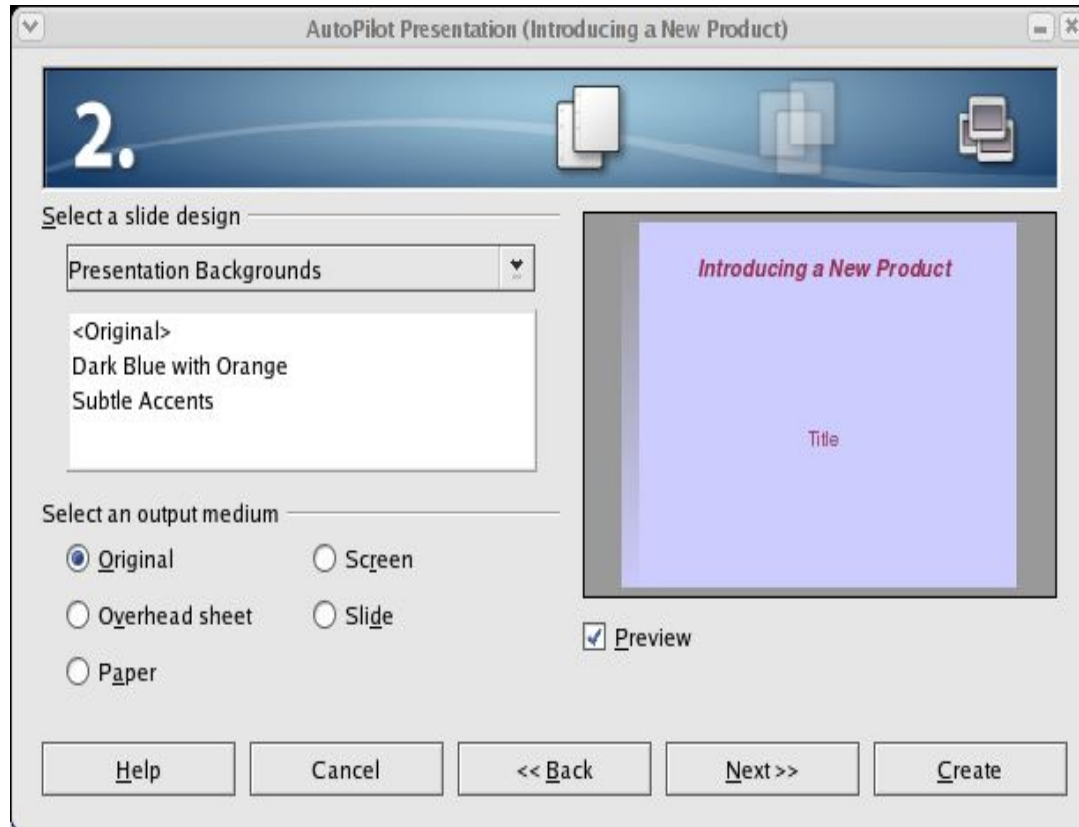 AutoPilot Presentation (Introducing a New Product)
2.
Select a slide design
Presentation Backgrounds
<Original>
Dark Blue with Orange
Subtle Accents
Introducing a New Product
Title
Select an output medium
Original
Screen
Overhead sheet
Slide
Paper
Preview
Help
Cancel
<< Back
Next >>
Create